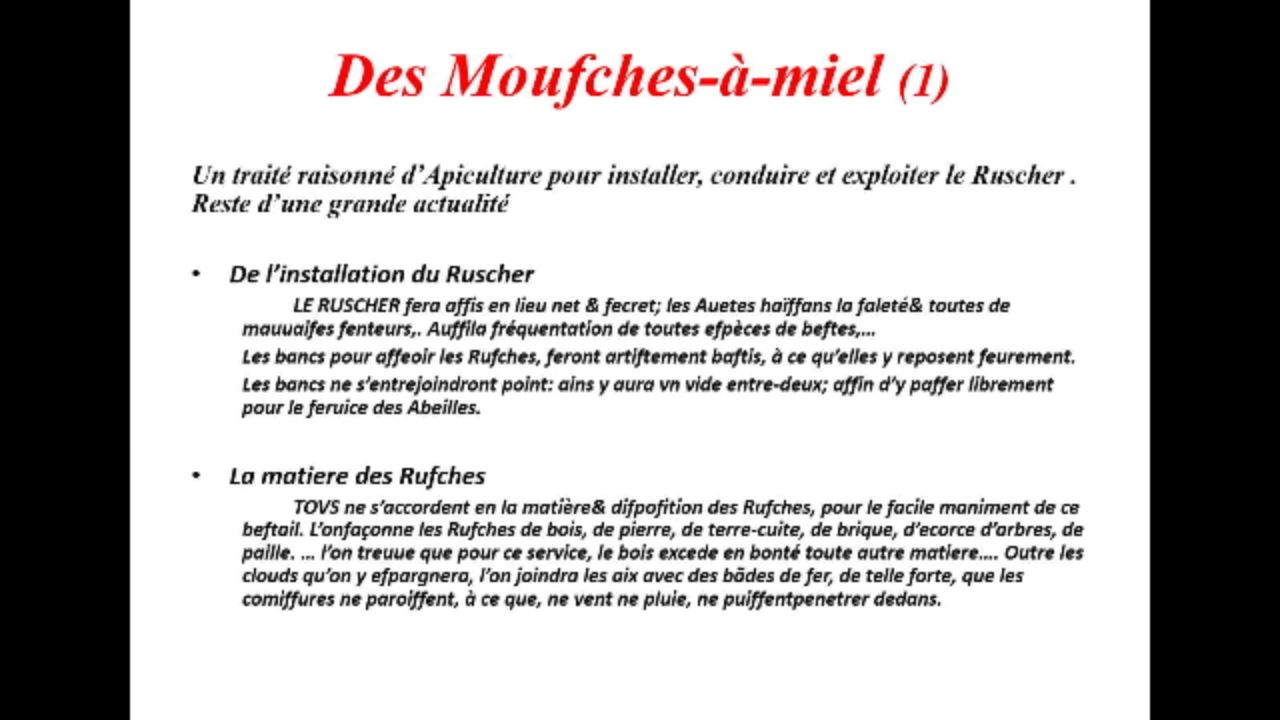 Des Moufches-à-miel (1)
Un traité raisonné d’Apiculture pour installer, conduire et exploiter le Ruscher .
Reste d’une grande actualité
• De l’installation du Ruscher
LE RUSCHER fera affis en lieu net & fecret; les Auetes haïffans la faleté& toutes de
mauuaifes fenteurs,. Auffila fréquentation de toutes efpèces de beftes,...
Les bancs pour affeoir les Rufches, feront artiftement baftis, à ce qu’elles y reposent feurement.
Les bancs ne s’entrejoindront point: ains y aura vn vide entre-deux; affin d’y paffer librement
pour le feruice des Abeilles.
• La matiere des Rufches
TOVS ne s’accordent en la matière& difpofition des Rufches, pour le facile maniment de ce
beftail. L’onfaçonne les Rufches de bois, de pierre, de terre-cuite, de brique, d’ecorce d’arbres, de
paille. ... l’on treuue que pour ce service, le bois excede en bonté toute autre matiere.... Outre les
clouds qu’on y efpargnera, l’on joindra les aix avec des bādes de fer, de telle forte, que les
comiffures ne paroiffent, à ce que, ne vent ne pluie, ne puiffentpenetrer dedans.